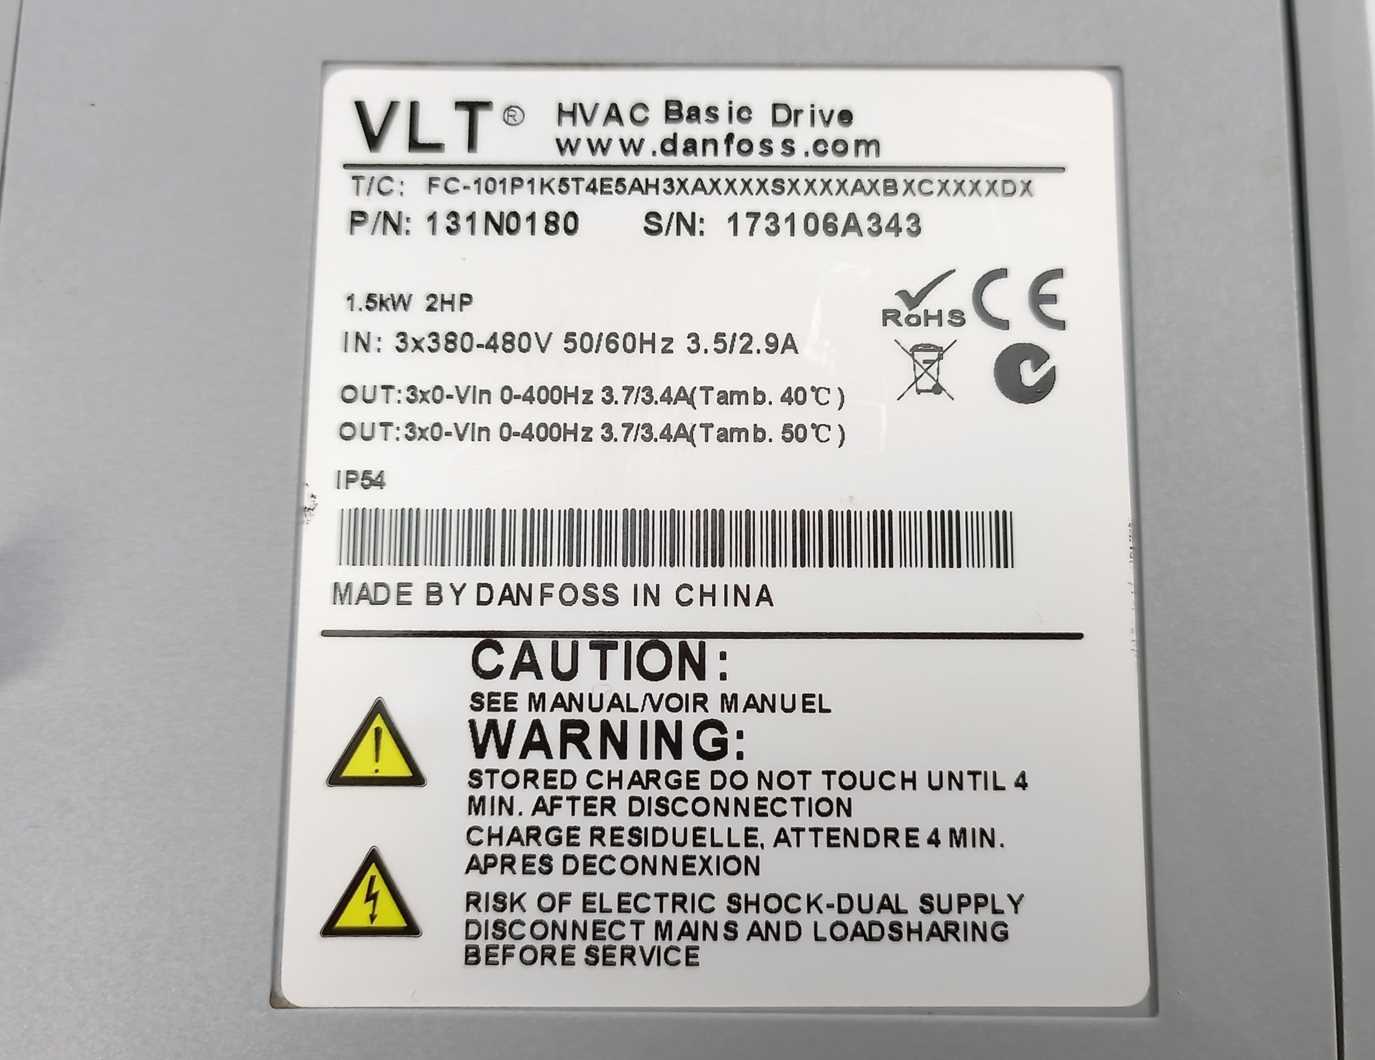 VLT® HVAC Basic Drive
www.danfoss.com
T/C: FC-101P1K5T4E5AH3XAXXXXSXXXXAXBXCXXXXDX
P/N: 131N0180 S/N: 173106A343
1.5kW 2HP
IN: 3x380-480V 50/60Hz 3.5/2.9A
OUT:3x0-Vin 0-400Hz 3.7/3.4A(Tamb. 40℃)
OUT:3x0-Vin 0-400Hz 3.7/3.4A(Tamb. 50℃)
RoHS CE
IP54
MADE BY DANFOSS IN CHINA
CAUTION:
SEE MANUAL/VOIR MANUEL
WARNING:
STORED CHARGE DO NOT TOUCH UNTIL 4
MIN. AFTER DISCONNECTION
CHARGE RESIDUELLE, ATTENDRE 4 MIN.
APRES DECONNEXION
RISK OF ELECTRIC SHOCK-DUAL SUPPLY
DISCONNECT MAINS AND LOADSHARING
BEFORE SERVICE